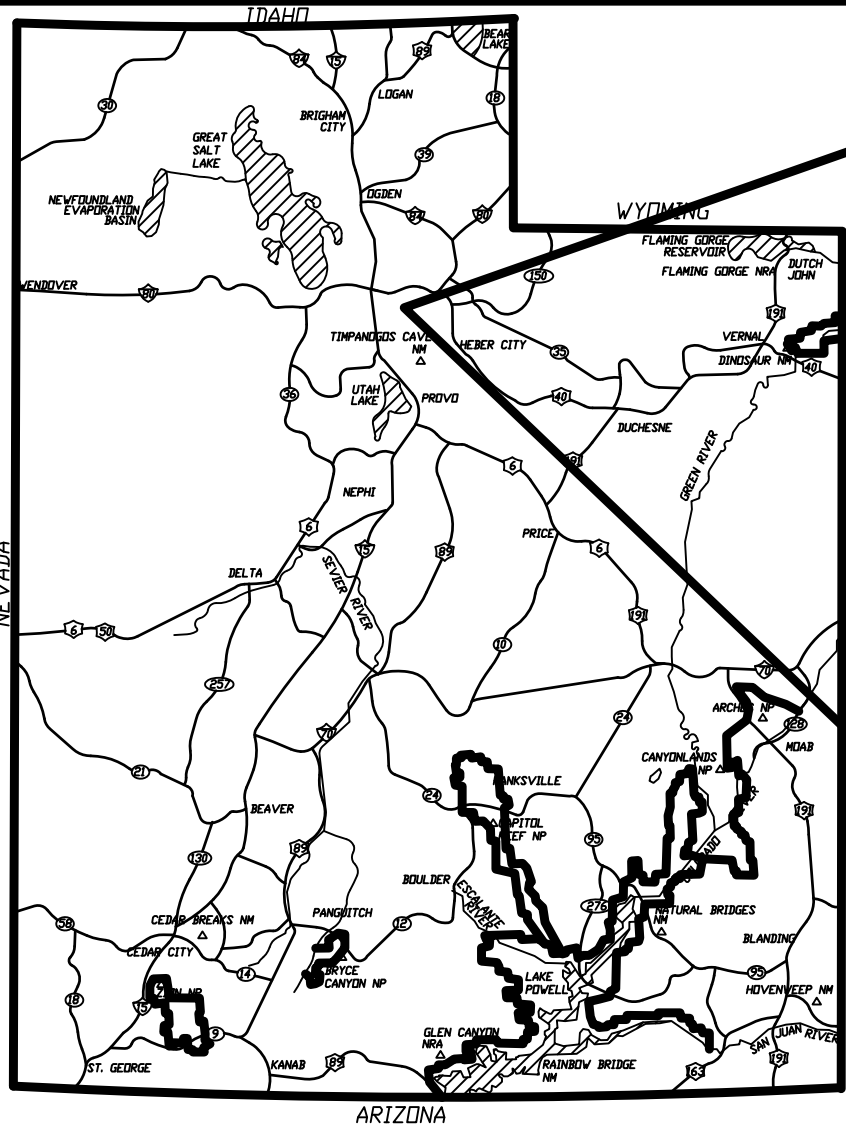 IDAHO
BEAR
LAKE
84
15
89
LOGAN
18
30
BRIGHAM
CITY
GREAT
SALT
LAKE
39
OGDEN
NEWFOUNDLAND
EVAPORATION
BASIN
84
80
WYOMING
FLAMING GORGE
RESERVOIR
FLAMING GORGE NRA
DUTCH
JOHN
150
WENDOVER
80
191
TIMPANOGOS CAVE
NM
HEBER CITY
VERNAL
35
DINOSAUR NM
40
UTAH
LAKE
PROVO
36
40
DUCHESNE
GREEN RIVER
6
191
NEPHI
6
PRICE
15
89
6
NEVADA
DELTA
SEVIER RIVER
191
6
50
10
70
257
24
ARCHES NP
128
70
MOAB
CANYONLANDS
NP
21
HANKSVILLE
24
BEAVER
191
CAPITOL
REEF NP
95
89
130
BOULDER
ESCALANTE
RIVER
276
PANGUITCH
NATURAL BRIDGES
NM
CEDAR BREAKS NM
58
12
BLANDING
CEDAR CITY
BRYCE
CANYON NP
14
95
LAKE
POWELL
HOVENWEEP NM
18
15
9
GLEN CANYON
NRA
SAN JUAN RIVER
ST. GEORGE
KANAB
89
RAINBOW BRIDGE
NM
163
191
ARIZONA